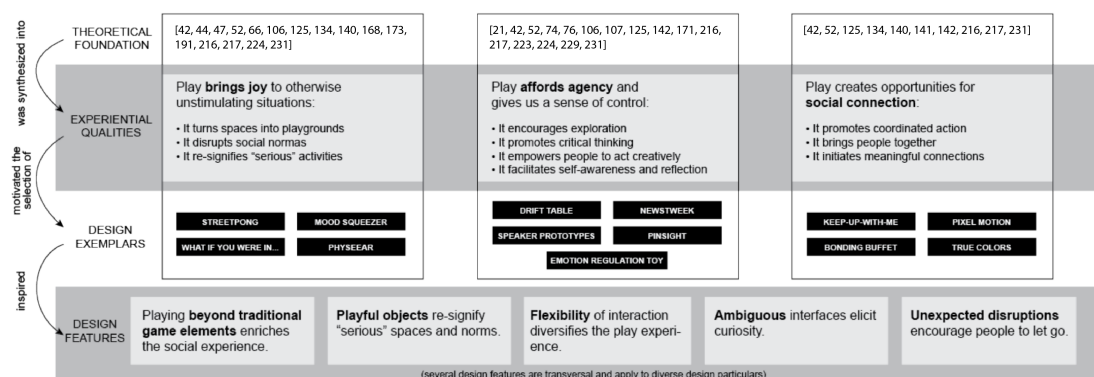 was synthesized into
motivated the
selection of
inspired
THEORETICAL
FOUNDATION
[42, 44, 47, 52, 66, 106, 125, 134, 140, 168, 173,
191, 216, 217, 224, 231]
[21, 42, 52, 74, 76, 106, 107, 125, 142, 171, 216,
217, 223, 224, 229, 231]
[42, 52, 125, 134, 140, 141, 142, 216, 217, 231]
EXPERIENTIAL
QUALITIES
Play brings joy to otherwise
unstimulating situations:
• It turns spaces into playgrounds
• It disrupts social normas
• It re-signifies “serious” activities
Play affords agency and
gives us a sense of control:
• It encourages exploration
• It promotes critical thinking
• It empowers people to act creatively
• It facilitates self-awareness and reflection
Play creates opportunities for
social connection:
• It promotes coordinated action
• It brings people together
• It initiates meaningful connections
DESIGN
EXEMPLARS
STREETPONG
MOOD SQUEEZER
WHAT IF YOU WERE IN...
PHYSEEAR
DRIFT TABLE
NEWSTWEEK
SPEAKER PROTOTYPES
PINSIGHT
EMOTION REGULATION TOY
KEEP-UP-WITH-ME
PIXEL MOTION
BONDING BUFFET
TRUE COLORS
DESIGN
FEATURES
Playing beyond traditional
game elements enriches
the social experience.
Playful objects re-signify
“serious” spaces and norms.
Flexibility of interaction
diversifies the play experi-
ence.
Ambiguous interfaces elicit
curiosity.
Unexpected disruptions
encourage people to let go.
(several design features are transversal and apply to diverse design particulars)